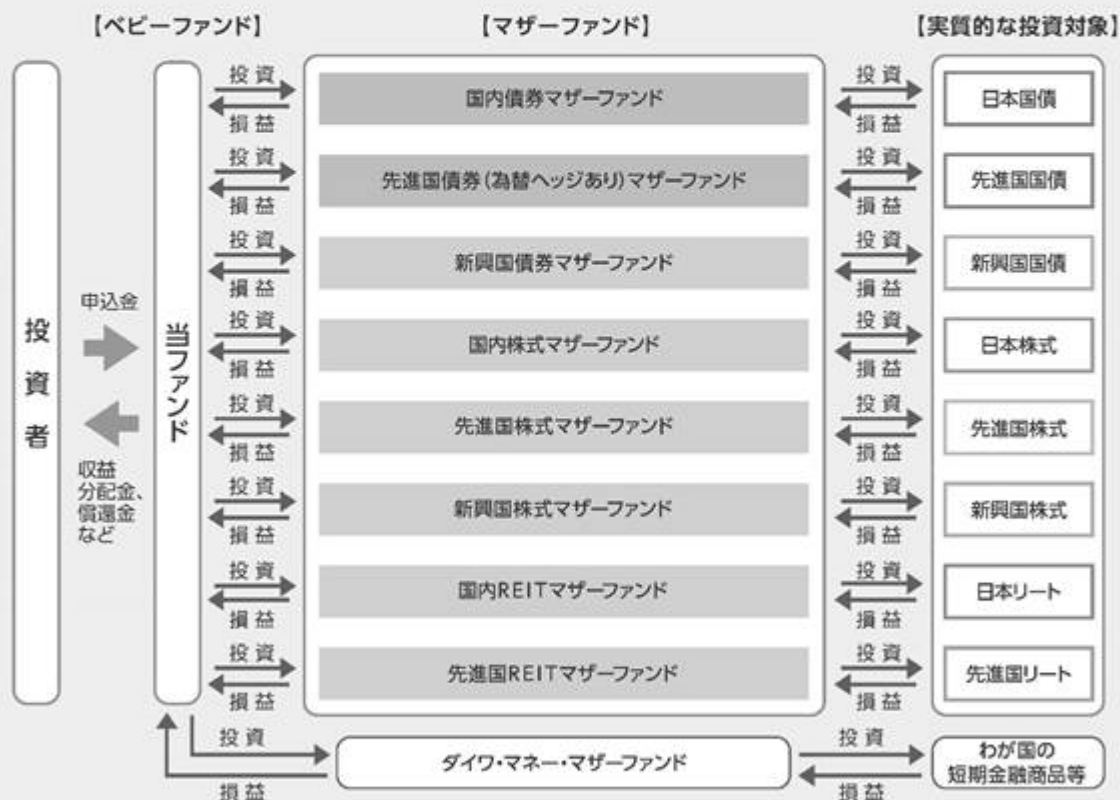 【ベビーファンド】
【マザーファンド】
【実質的な投資対象】
投資者
申込金
収益
分配金、
償還金
など
当ファンド
投資
損益
国内債券マザーファンド
投資
損益
日本国債
投資
損益
先進国債券(為替ヘッジあり)マザーファンド
投資
損益
先進国国債
投資
損益
新興国債券マザーファンド
投資
損益
新興国国債
投資
損益
国内株式マザーファンド
投資
損益
日本株式
投資
損益
先進国株式マザーファンド
投資
損益
先進国株式
投資
損益
新興国株式マザーファンド
投資
損益
新興国株式
投資
損益
国内REITマザーファンド
投資
損益
日本リート
投資
損益
先進国REITマザーファンド
投資
損益
先進国リート
投資
損益
ダイワ・マネー・マザーファンド
投資
損益
わが国の
短期金融商品等